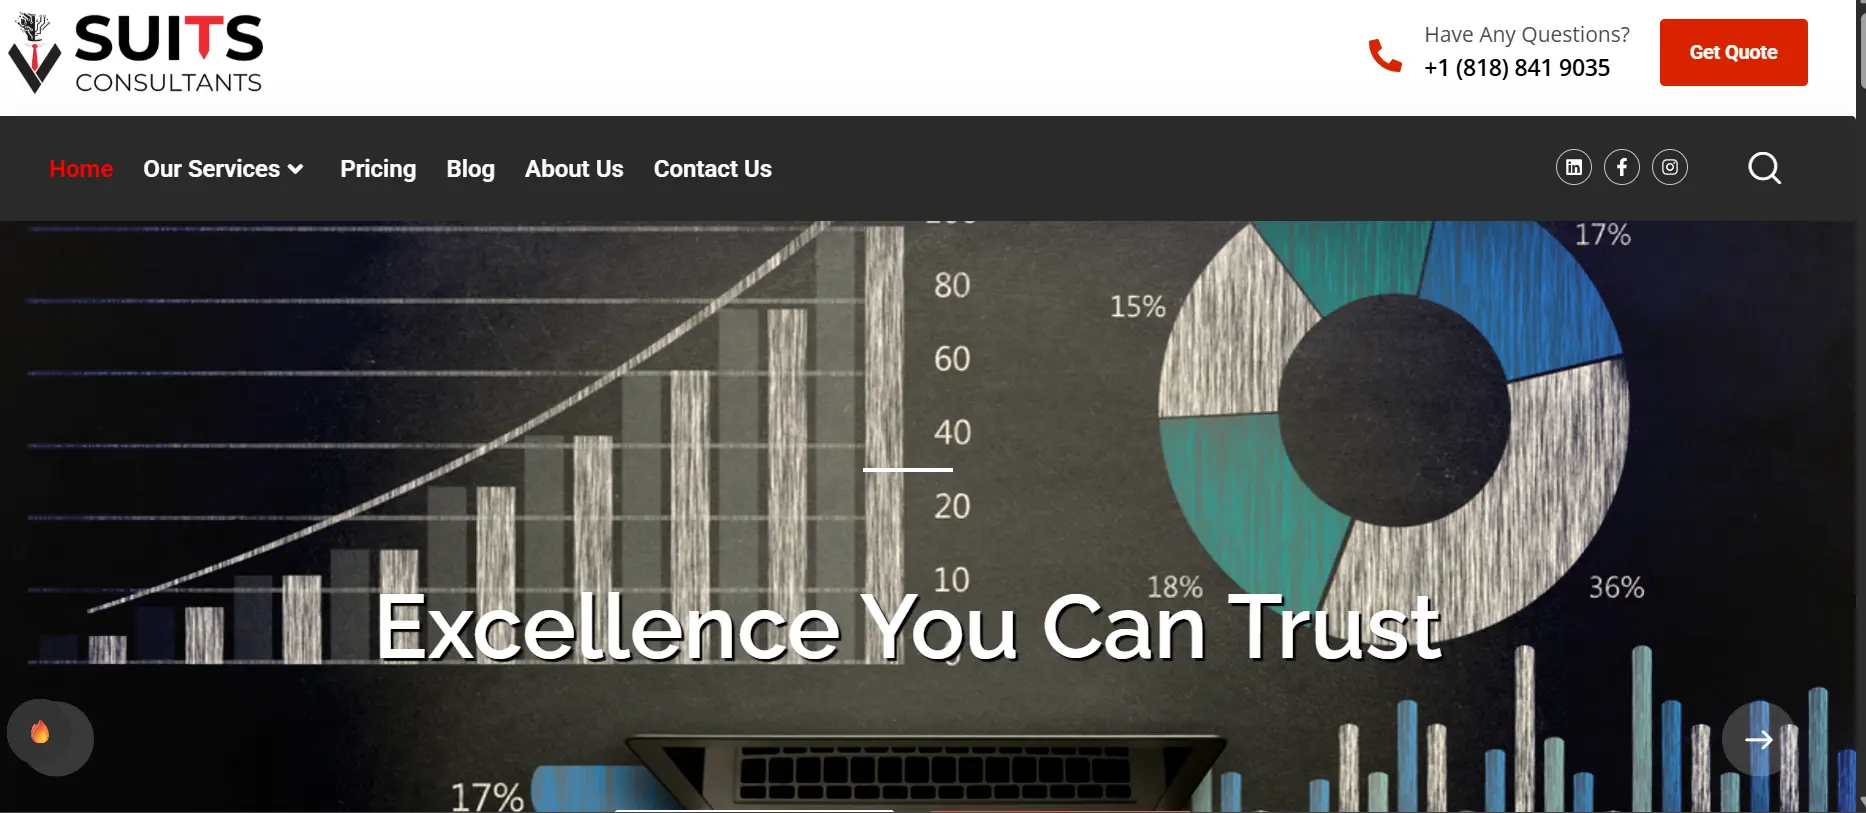 SUITS
CONSULTANTS
Have Any Questions?
+1 (818) 841 9035
Get Quote
Home
Our Services
Pricing
Blog
About Us
Contact Us
17%
80
15%
60
40
20
10
18%
36%
Excellence You Can Trust
17%